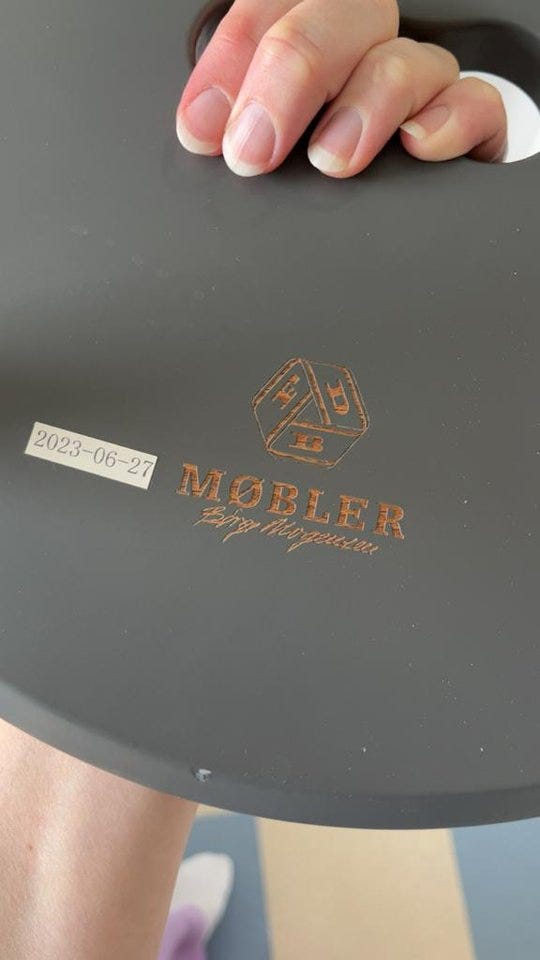 F D
B
2023-06-27
MØBLER
Børge Mogensen